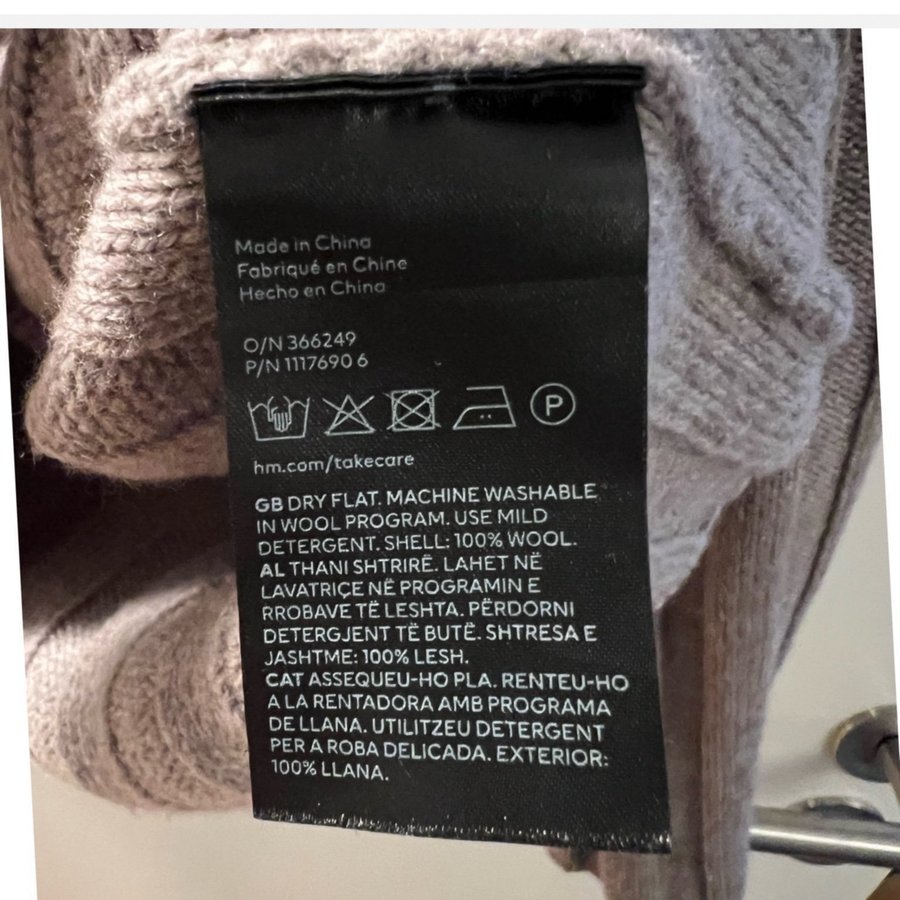 Made in China
Fabriqué en Chine
Hecho en China
O/N 366249
P/N 1117690 6
P
hm.com/takecare
GB DRY FLAT. MACHINE WASHABLE
IN WOOL PROGRAM. USE MILD
DETERGENT. SHELL: 100% WOOL.
AL THANI SHTRIRË. LAHET NË
LAVATRIÇE NË PROGRAMIN E
RROBAVE TË LESHTA. PËRDORNI
DETERGJENT TË BUTË. SHTRESA E
JASHTME: 100% LESH.
CAT ASSEQUEU-HO PLA. RENTEU-HO
A LA RENTADORA AMB PROGRAMA
DE LLANA. UTILITZEU DETERGENT
PER A ROBA DELICADA. EXTERIOR:
100% LLANA.